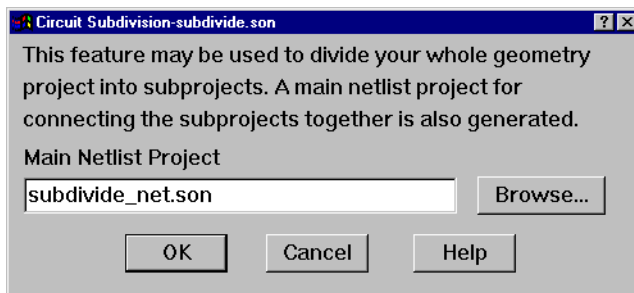 Circuit Subdivision-subdivide.son
This feature may be used to divide your whole geometry
project into subprojects. A main netlist project for
connecting the subprojects together is also generated.
Main Netlist Project
subdivide_net.son
Browse...
OK Cancel Help